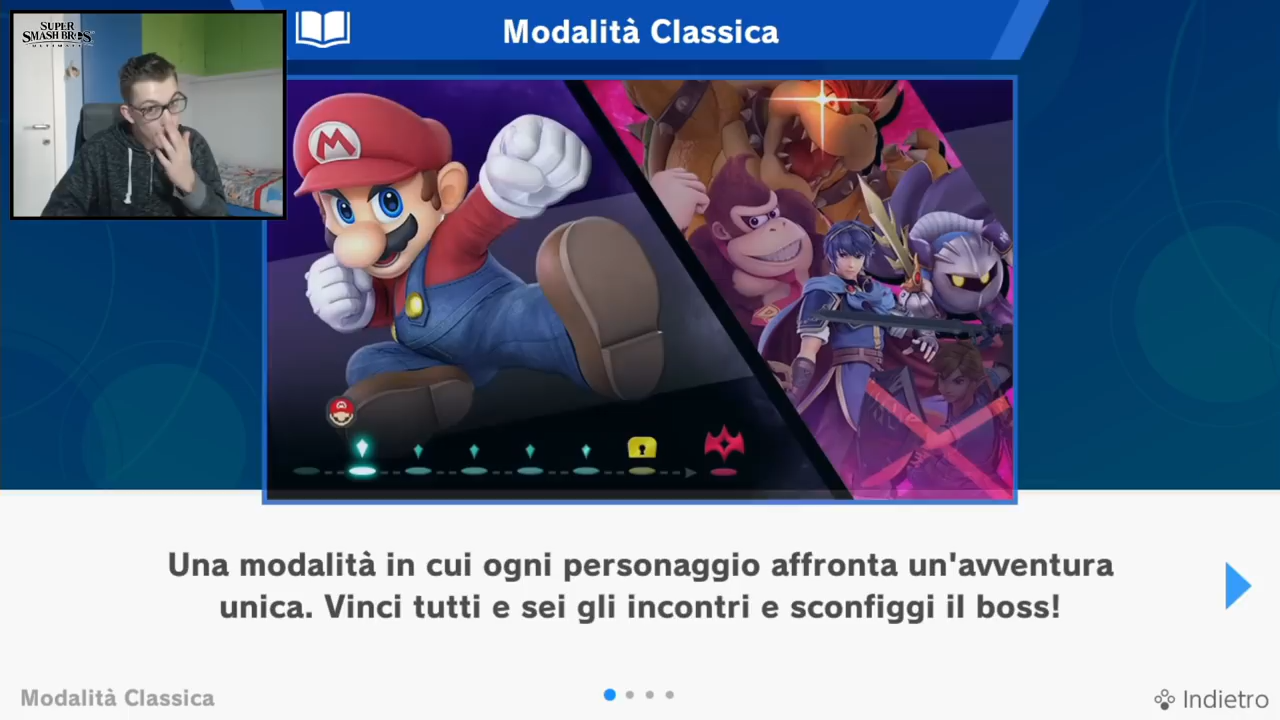 SUPER
SMASH BROS
ULTIMATE
Modalità Classica
M
Una modalità in cui ogni personaggio affronta un'avventura
unica. Vinci tutti e sei gli incontri e sconfiggi il boss!
Modalità Classica
Indietro